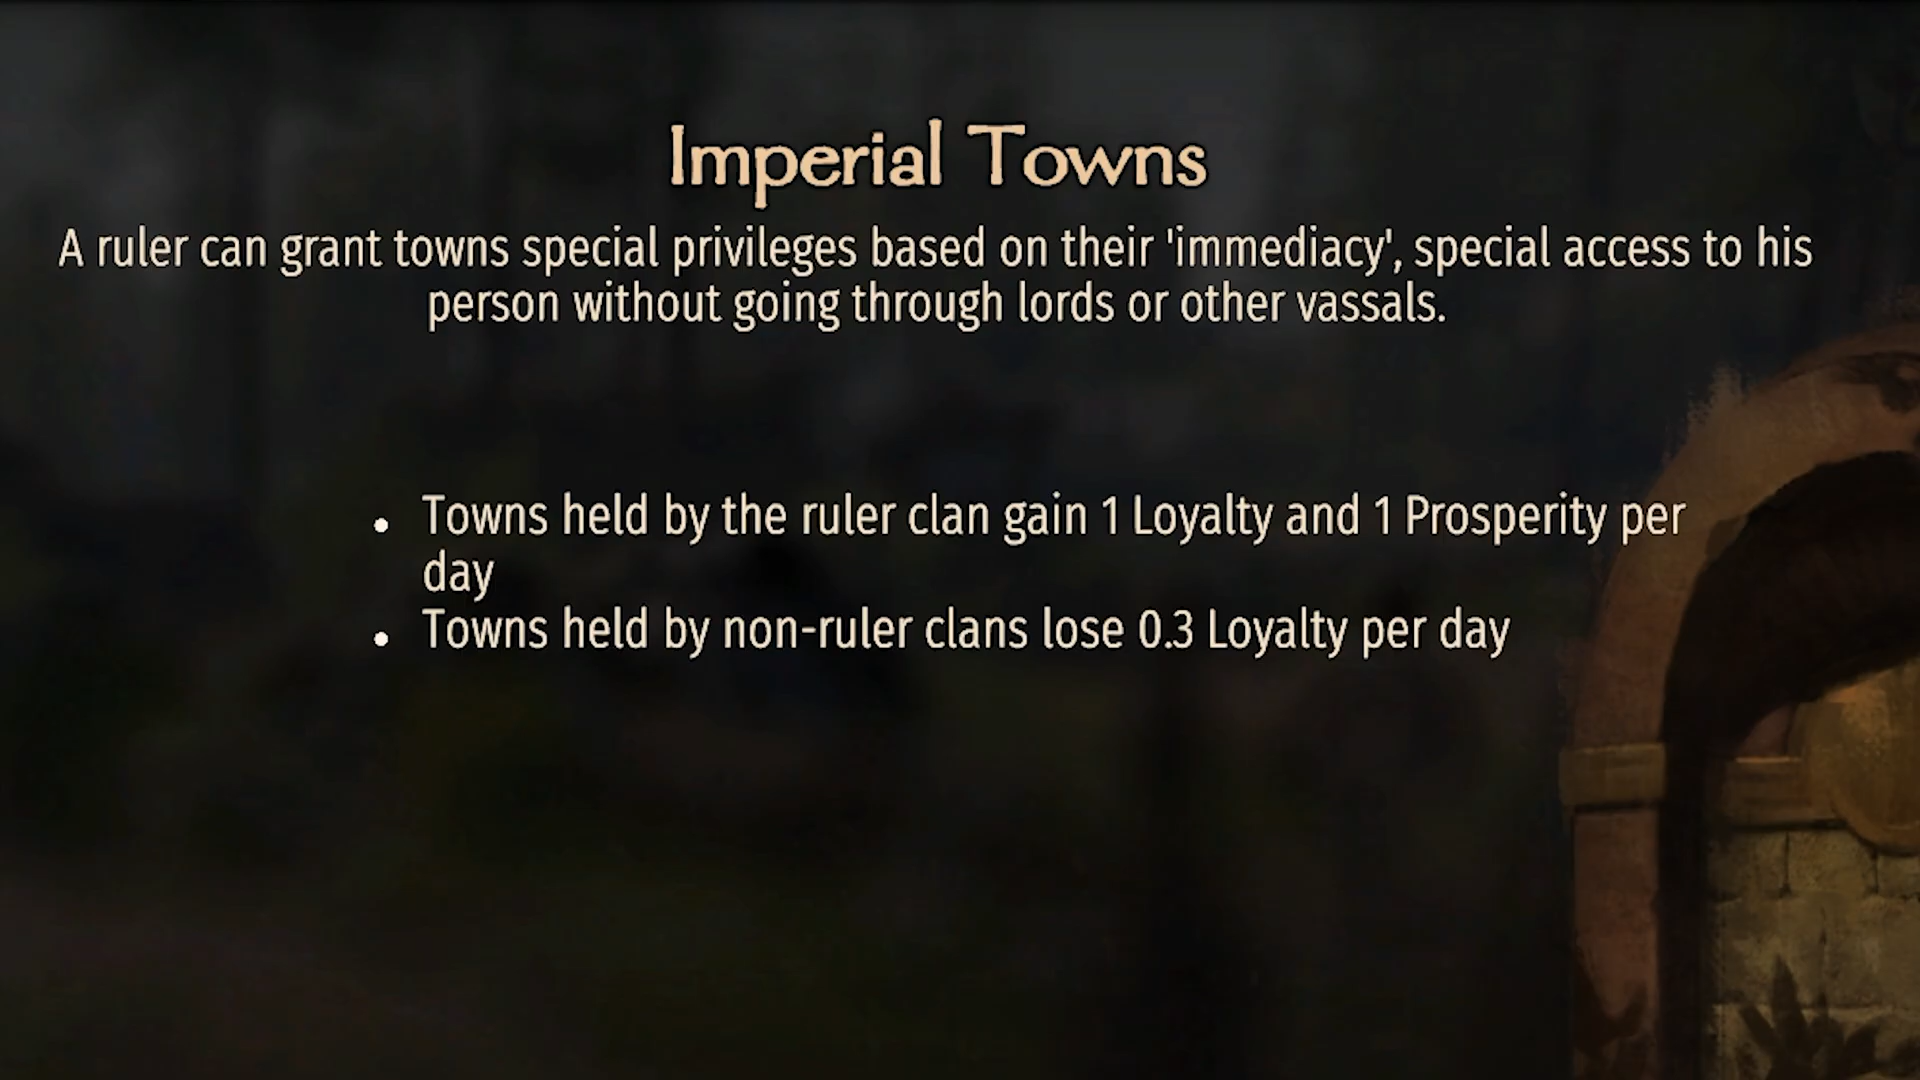 Imperial Towns
A ruler can grant towns special privileges based on their 'immediacy', special access to his
person without going through lords or other vassals.
• Towns held by the ruler clan gain 1 Loyalty and 1 Prosperity per
day
• Towns held by non-ruler clans lose 0.3 Loyalty per day